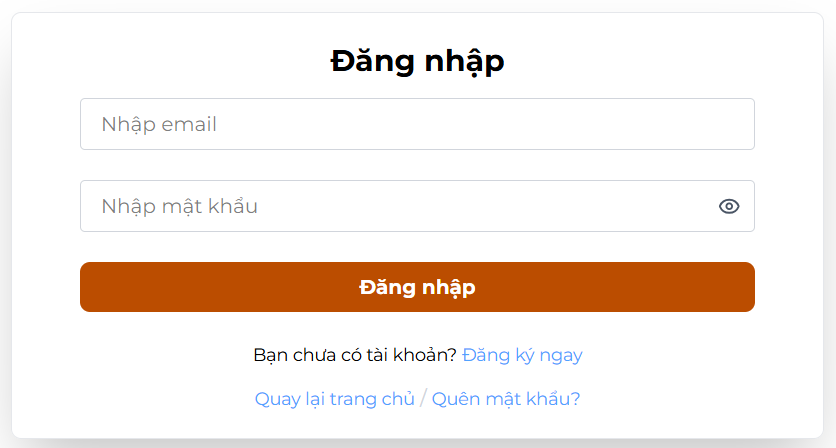 Đăng nhập
Nhập email
Nhập mật khẩu
Đăng nhập
Bạn chưa có tài khoản? Đăng ký ngay
Quay lại trang chủ / Quên mật khẩu?